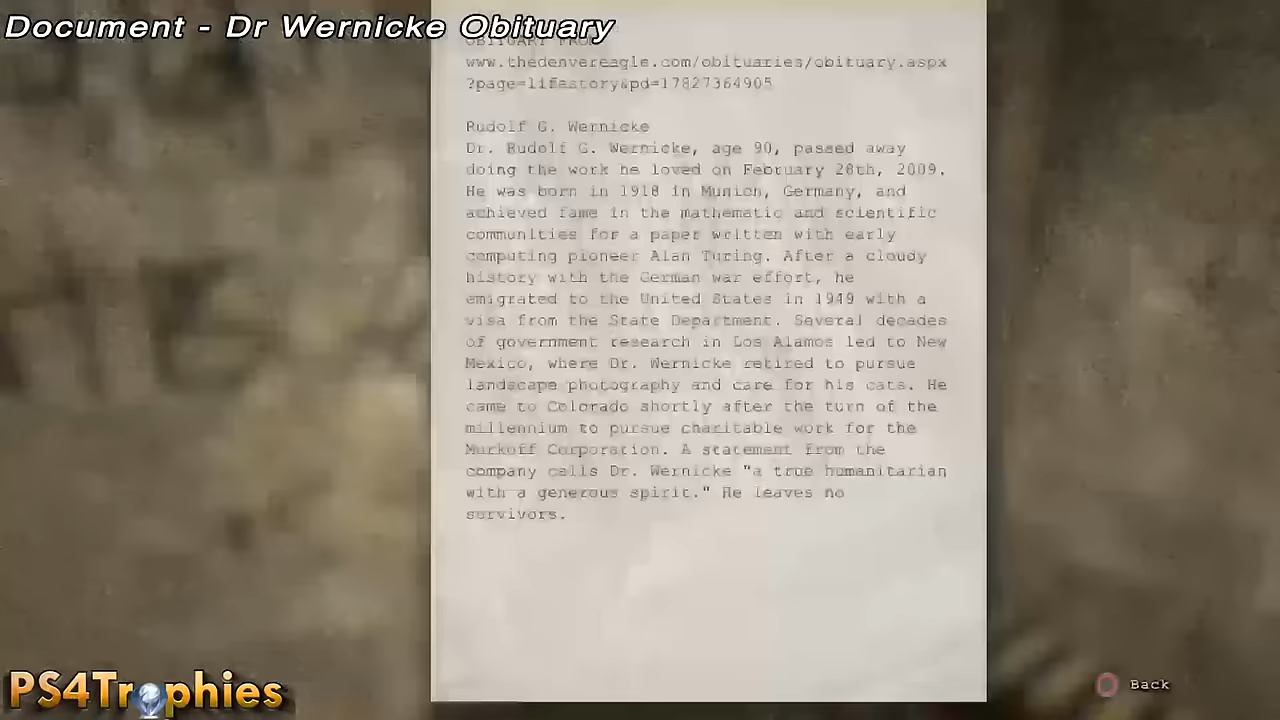 Document - Dr Wernicke Obituary
OBITUARY FROM
www.thedenvereagle.com/obituaries/obituary.aspx
?page=lifestory&pd=17827364905
Rudolf G. Wernicke
Dr. Rudolf G. Wernicke, age 90, passed away
doing the work he loved on February 28th, 2009.
He was born in 1918 in Munich, Germany, and
achieved fame in the mathematic and scientific
communities for a paper written with early
computing pioneer Alan Turing. After a cloudy
history with the German war effort, he
emigrated to the United States in 1949 with a
visa from the State Department. Several decades
of government research in Los Alamos led to New
Mexico, where Dr. Wernicke retired to pursue
landscape photography and care for his cats. He
came to Colorado shortly after the turn of the
millennium to pursue charitable work for the
Murkoff Corporation. A statement from the
company calls Dr. Wernicke "a true humanitarian
with a generous spirit." He leaves no
survivors.
PS4Trophies
Back